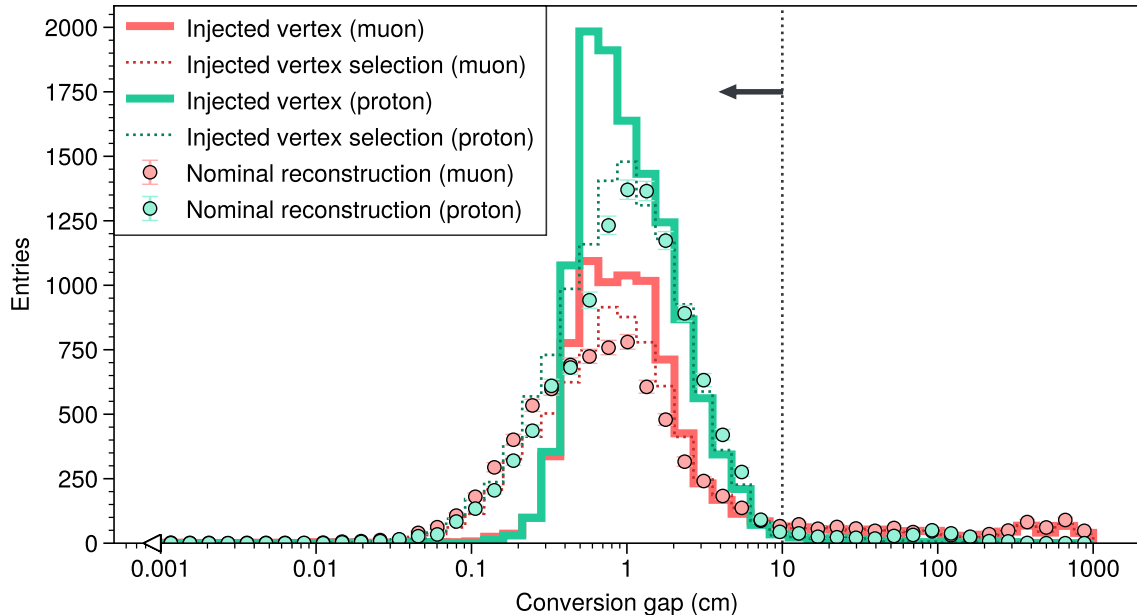 Injected vertex (muon)
Injected vertex selection (muon)
Injected vertex (proton)
Injected vertex selection (proton)
Nominal reconstruction (muon)
Nominal reconstruction (proton)
Entries
2000
1750
1500
1250
1000
750
500
250
0
0.001
0.01
0.1
1
10
100
1000
Conversion gap (cm)